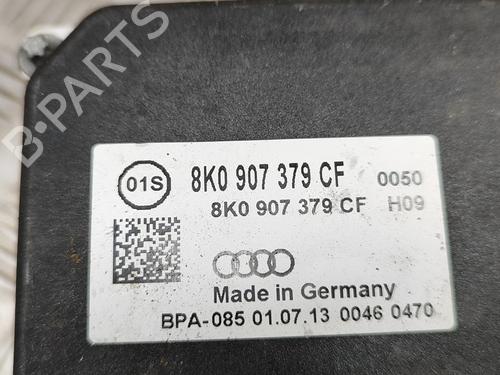 B-PARTS
01S 8K0 907 379 CF 0050
8K0 907 379 CF H09
Made in Germany
BPA-085 01.07.13 0046 0470